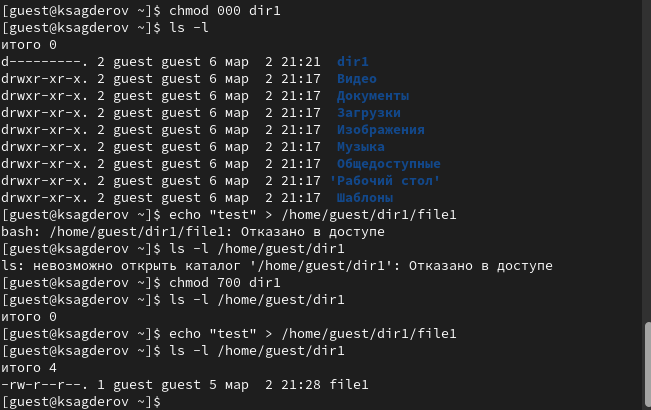 [guest@ksagderov ~]$ chmod 000 dir1
[guest@ksagderov ~]$ ls -l
итого 0
d---------. 2 guest guest 6 мар  2 21:21  dir1
drwxr-xr-x. 2 guest guest 6 мар  2 21:17  Видео
drwxr-xr-x. 2 guest guest 6 мар  2 21:17  Документы
drwxr-xr-x. 2 guest guest 6 мар  2 21:17  Загрузки
drwxr-xr-x. 2 guest guest 6 мар  2 21:17  Изображения
drwxr-xr-x. 2 guest guest 6 мар  2 21:17  Музыка
drwxr-xr-x. 2 guest guest 6 мар  2 21:17  Общедоступные
drwxr-xr-x. 2 guest guest 6 мар  2 21:17 'Рабочий стол'
drwxr-xr-x. 2 guest guest 6 мар  2 21:17  Шаблоны
[guest@ksagderov ~]$ echo "test" > /home/guest/dir1/file1
bash: /home/guest/dir1/file1: Отказано в доступе
[guest@ksagderov ~]$ ls -l /home/guest/dir1
ls: невозможно открыть каталог '/home/guest/dir1': Отказано в доступе
[guest@ksagderov ~]$ chmod 700 dir1
[guest@ksagderov ~]$ ls -l /home/guest/dir1
итого 0
[guest@ksagderov ~]$ echo "test" > /home/guest/dir1/file1
[guest@ksagderov ~]$ ls -l /home/guest/dir1
итого 4
-rw-r--r--. 1 guest guest 5 мар  2 21:28 file1
[guest@ksagderov ~]$